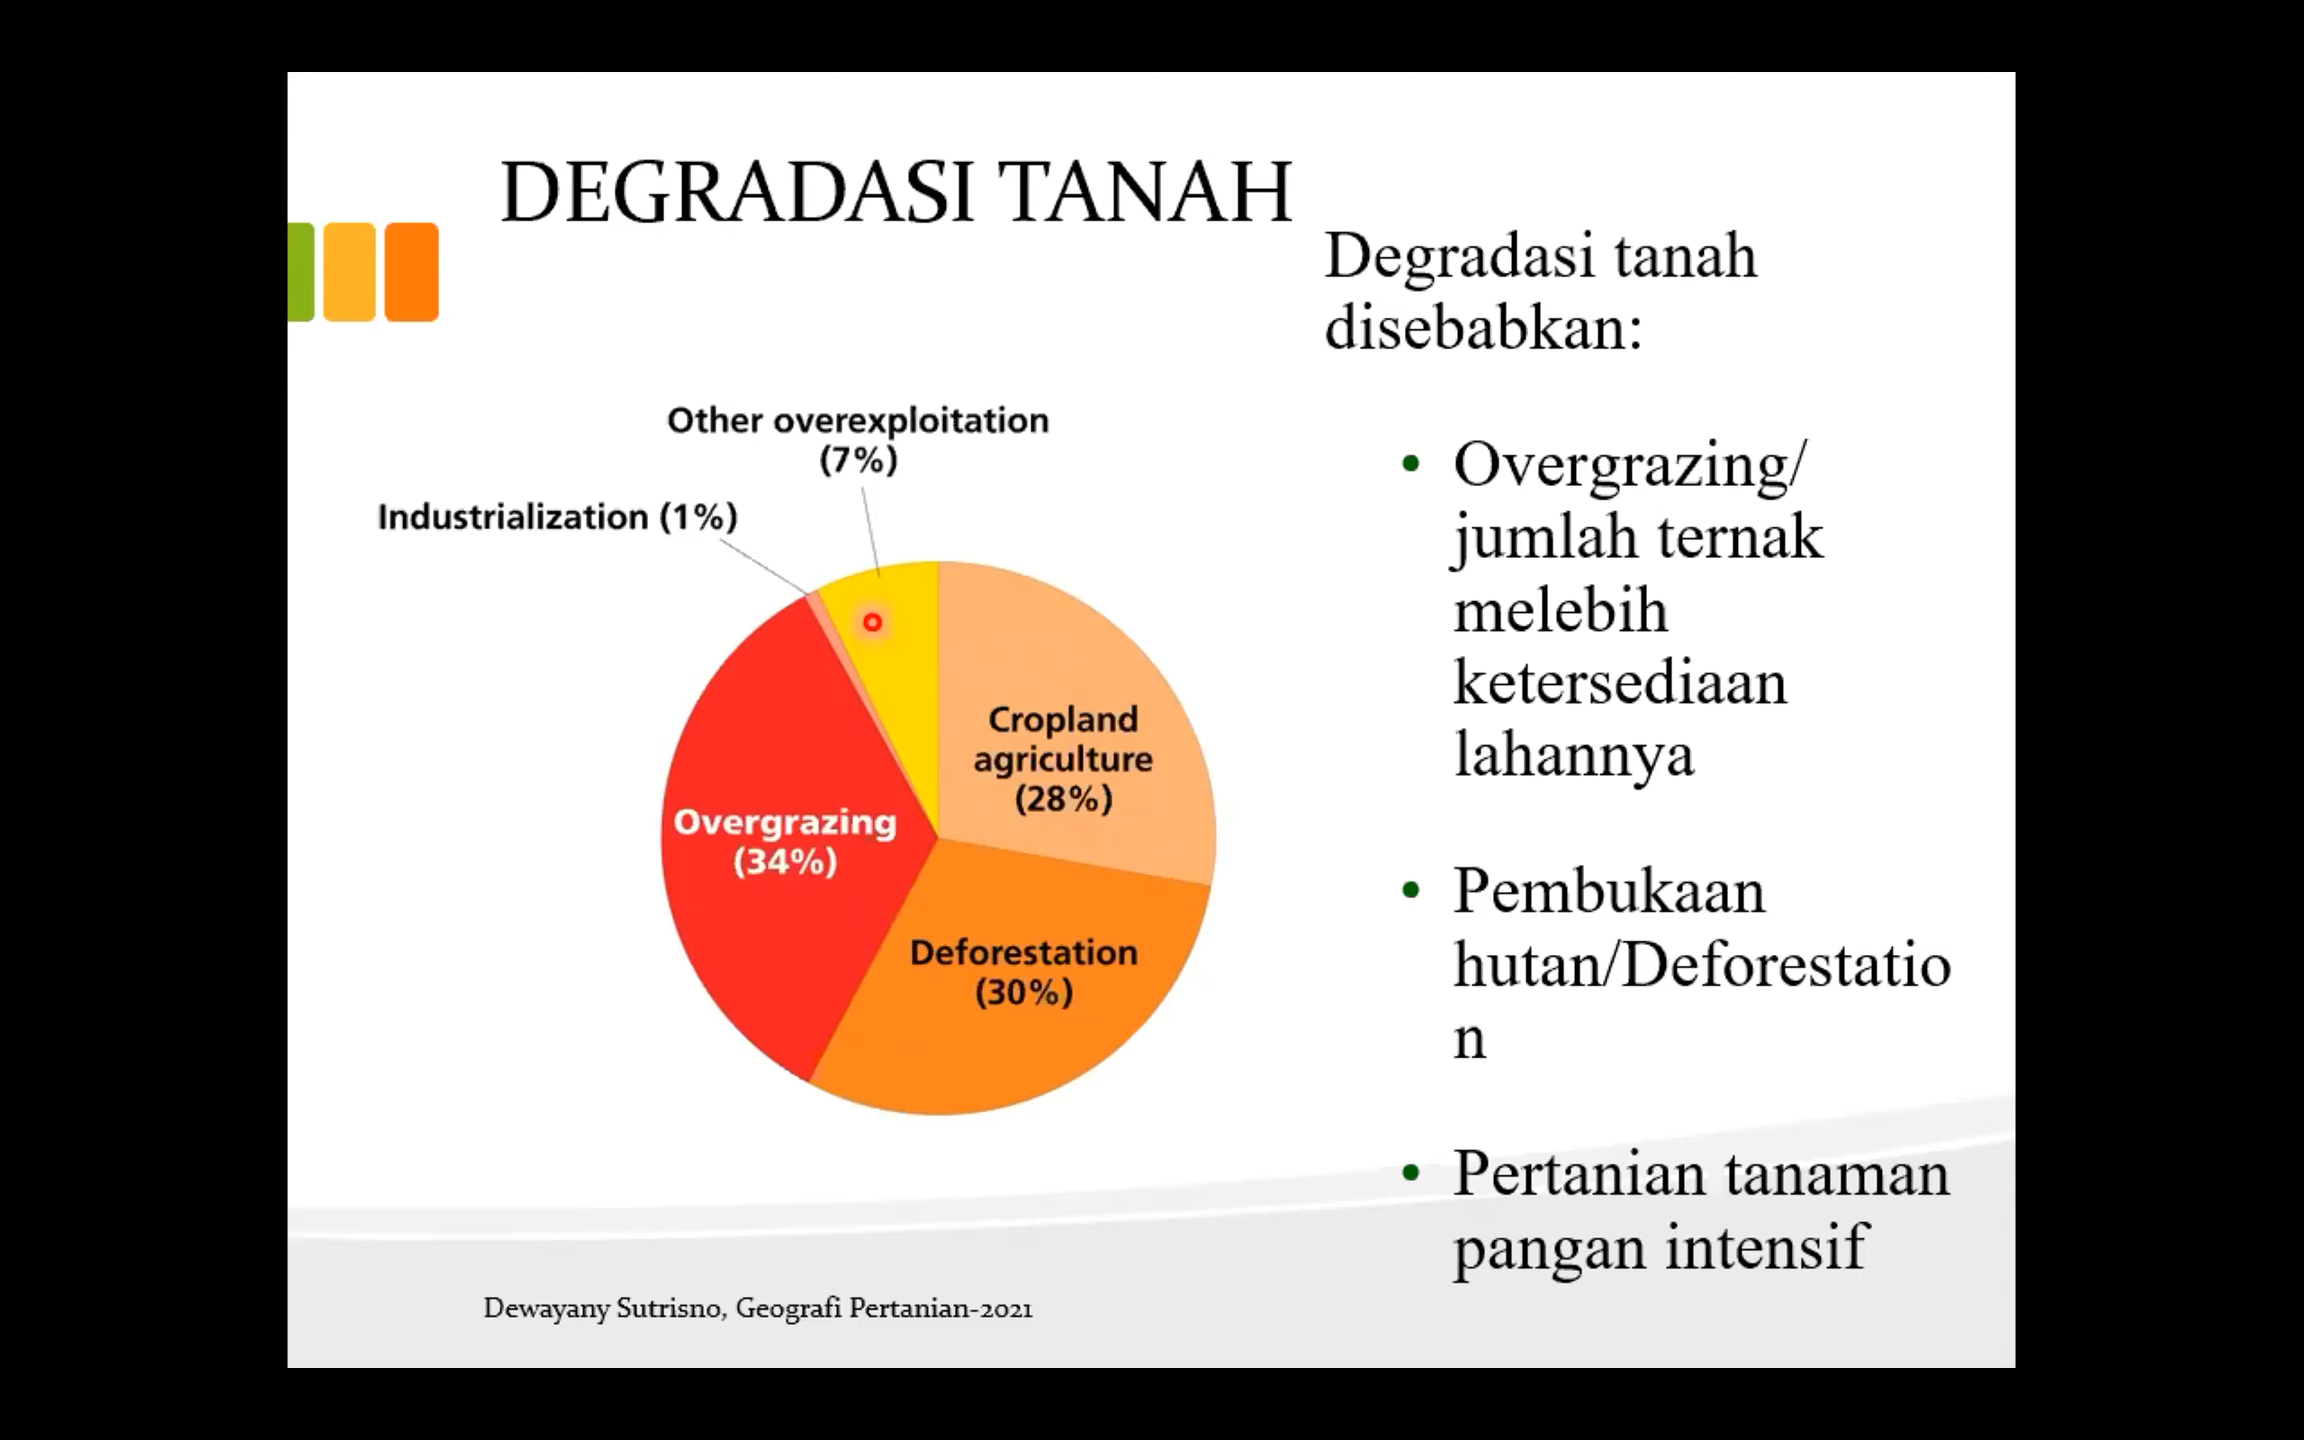 DEGRADASI TANAH
Other overexploitation
(7%)
Industrialization (1%)
Cropland
agriculture
(28%)
Overgrazing
(34%)
Deforestation
(30%)
Degradasi tanah
disebabkan:
• Overgrazing/
jumlah ternak
melebih
ketersediaan
lahannya
• Pembukaan
hutan/Deforestatio
n
• Pertanian tanaman
pangan intensif
Dewayany Sutrisno, Geografi Pertanian-2021